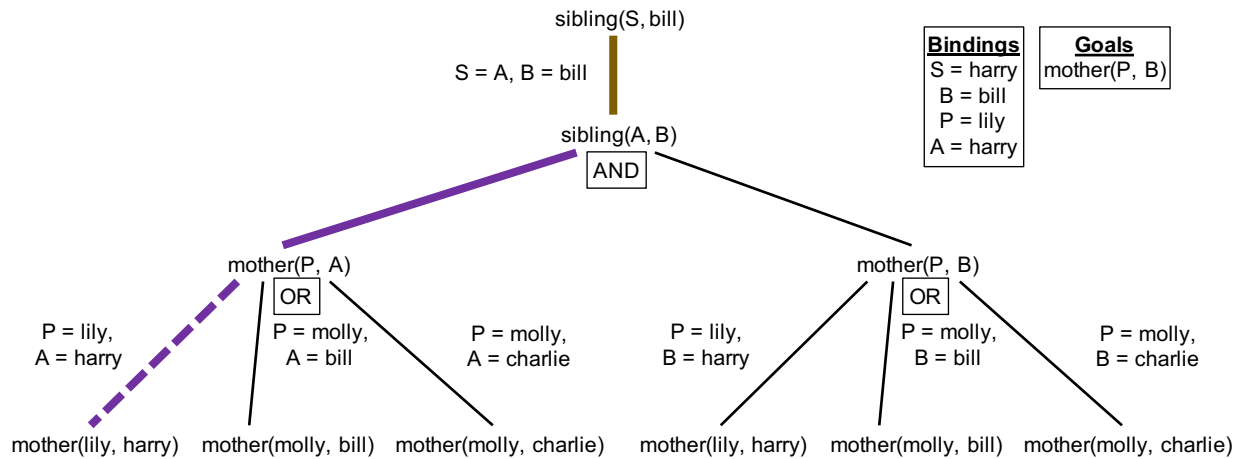 sibling(S, bill)
S = A, B = bill
sibling(A, B)
AND
Bindings
S = harry
B = bill
P = lily
A = harry
Goals
mother(P, B)
mother(P, A)
OR
P = lily,
A = harry
P = molly,
A = bill
P = molly,
A = charlie
mother(P, B)
OR
P = lily,
B = harry
P = molly,
B = bill
P = molly,
B = charlie
mother(lily, harry)
mother(molly, bill)
mother(molly, charlie)
mother(lily, harry)
mother(molly, bill)
mother(molly, charlie)